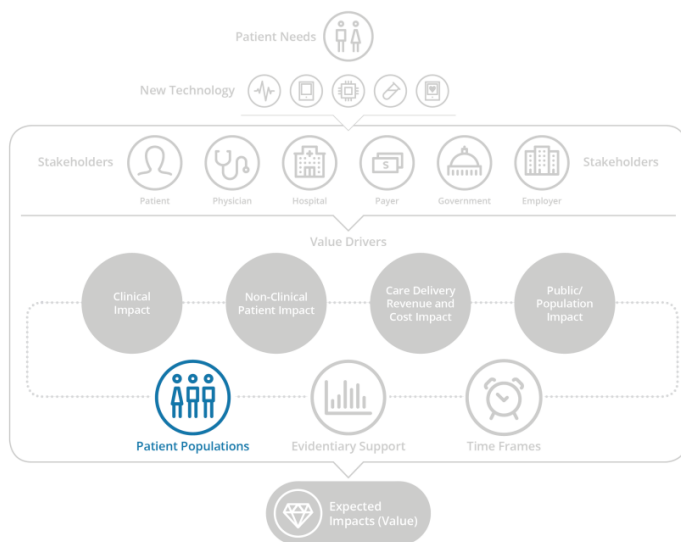 Patient Needs
New Technology
Stakeholders
Stakeholders
Patient
Physician
Hospital
$
Payer
Government
Employer
Value Drivers
Clinical
Impact
Non-Clinical
Patient Impact
Care Delivery
Revenue and
Cost Impact
Public/
Population
Impact
Patient Populations
Evidentiary Support
Time Frames
Expected
Impacts (Value)